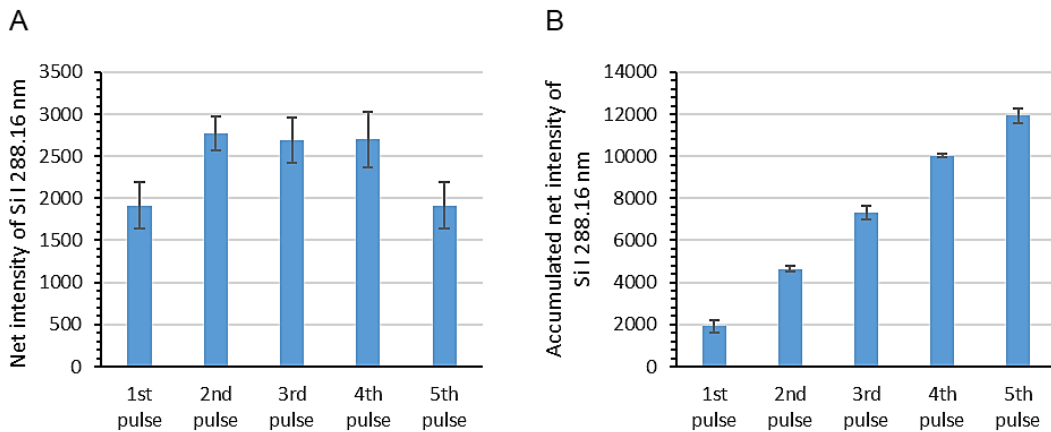 A
Net intensity of Si I 288.16 nm
3500
3000
2500
2000
1500
1000
500
0
1st pulse
2nd pulse
3rd pulse
4th pulse
5th pulse
B
Accumulated net intensity of
Si I 288.16 nm
14000
12000
10000
8000
6000
4000
2000
0
1st pulse
2nd pulse
3rd pulse
4th pulse
5th pulse